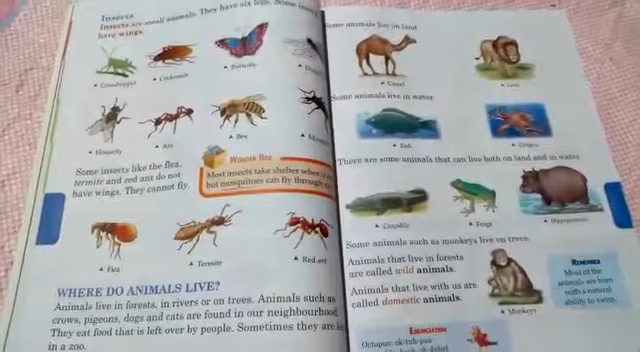 Insects
Insects are small animals. They have six legs. Some
have wings.
Grasshopper
Cockroach
Butterfly
Housefly
Ant
Bee
Some insects like the flea,
termite and red ant do not
have wings. They cannot fly.
WONDER BOX
Most insects take shelter when
but mosquitoes can fly through
Flea
Termite
Red ant
WHERE DO ANIMALS LIVE?
Animals live in forests, in rivers or on trees. Animals such as
crows, pigeons, dogs and cats are found in our neighbourhood.
They eat food that is left over by people. Sometimes they are
in a zoo.
Some animals live on land
Camel
Lion
Some animals live in water.
Fish
Octopus
There are some animals that can live both on land and in water.
Crocodile
Frogs
Hippopotamus
Some animals such as monkeys live on trees.
Animals that live in forests
are called wild animals.
Animals that live with us are
called domestic animals.
Monkeys
REMEMBER
Most of the
animals are born
with a natural
ability to swim.
ENUNCIATION
Octopus: ok-tuh-puss